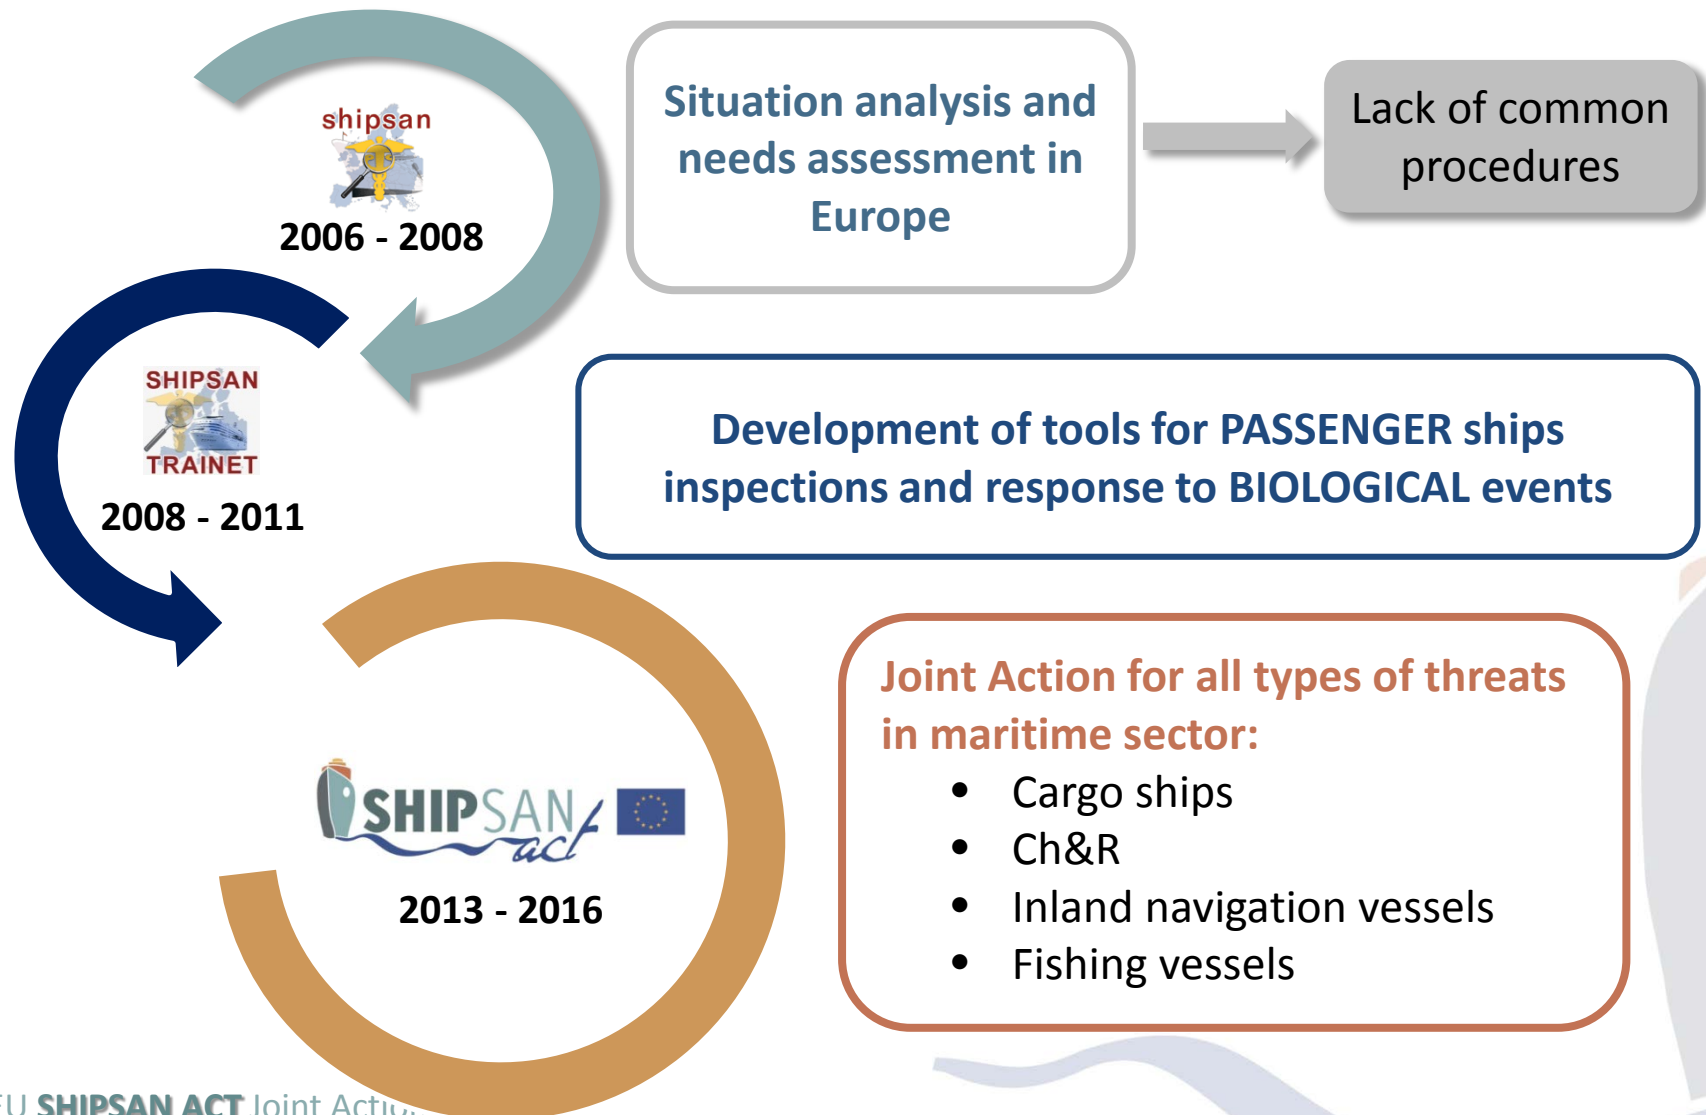 shipsan
2006 - 2008
Situation analysis and
needs assessment in
Europe
Lack of common
procedures
SHIPSAN
TRAINET
2008 - 2011
Development of tools for PASSENGER ships
inspections and response to BIOLOGICAL events
SHIPSAN
act
2013 - 2016
Joint Action for all types of threats
in maritime sector:
• Cargo ships
• Ch&R
• Inland navigation vessels
• Fishing vessels
EU SHIPSAN ACT Joint Action